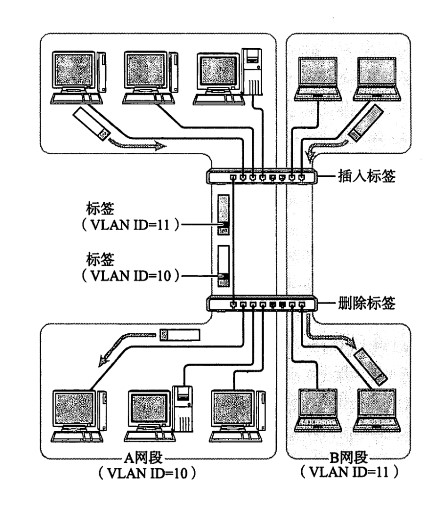 插入标签
标签
（VLAN ID=11）
标签
（VLAN ID=10）
删除标签
A网段
（VLAN ID=10）
B网段
（VLAN ID=11）